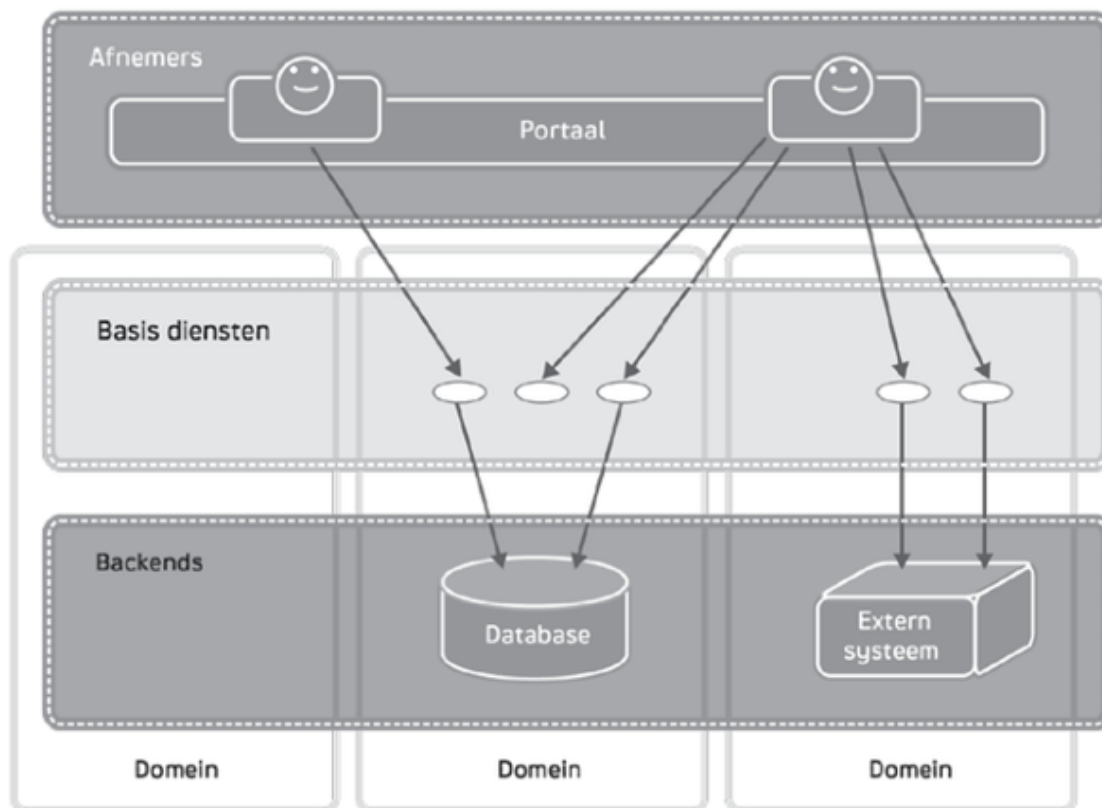 Afnemers
Portaal
Basis diensten
Backends
Database
Extern
systeem
Domein
Domein
Domein